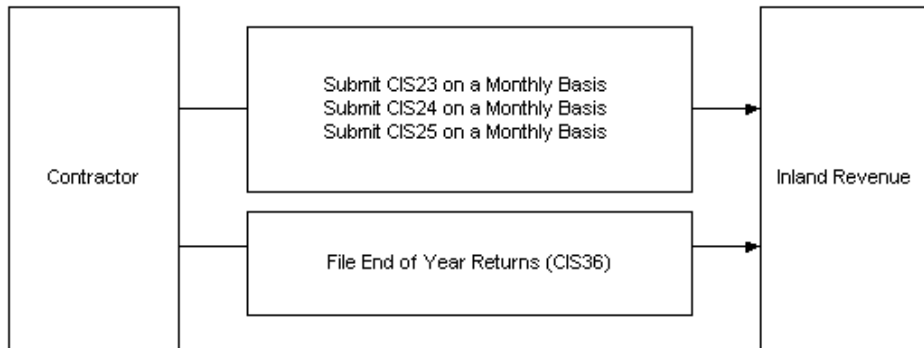 Submit CIS23 on a Monthly Basis
Submit CIS24 on a Monthly Basis
Submit CIS25 on a Monthly Basis
Contractor
Inland Revenue
File End of Year Returns (CIS36)